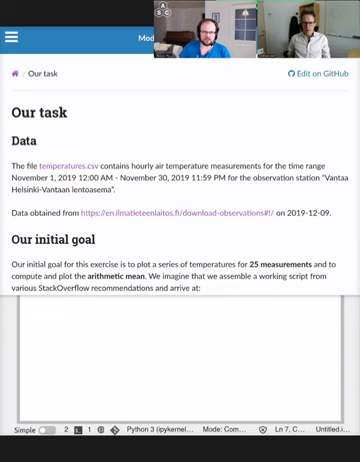 Mod
Our task
Edit on GitHub
Our task
Data
The file temperatures.csv contains hourly air temperature measurements for the time range
November 1, 2019 12:00 AM - November 30, 2019 11:59 PM for the observation station "Vantaa
Helsinki-Vantaan lentoasema".
Data obtained from https://en.ilmatieteenlaitos.fi/download-observations#!/ on 2019-12-09.
Our initial goal
Our initial goal for this exercise is to plot a series of temperatures for 25 measurements and to
compute and plot the arithmetic mean. We imagine that we assemble a working script from
various StackOverflow recommendations and arrive at:
Simple 2 1 Python 3 (ipykernel... Mode: Com... Ln 7, C... Untitled.i...